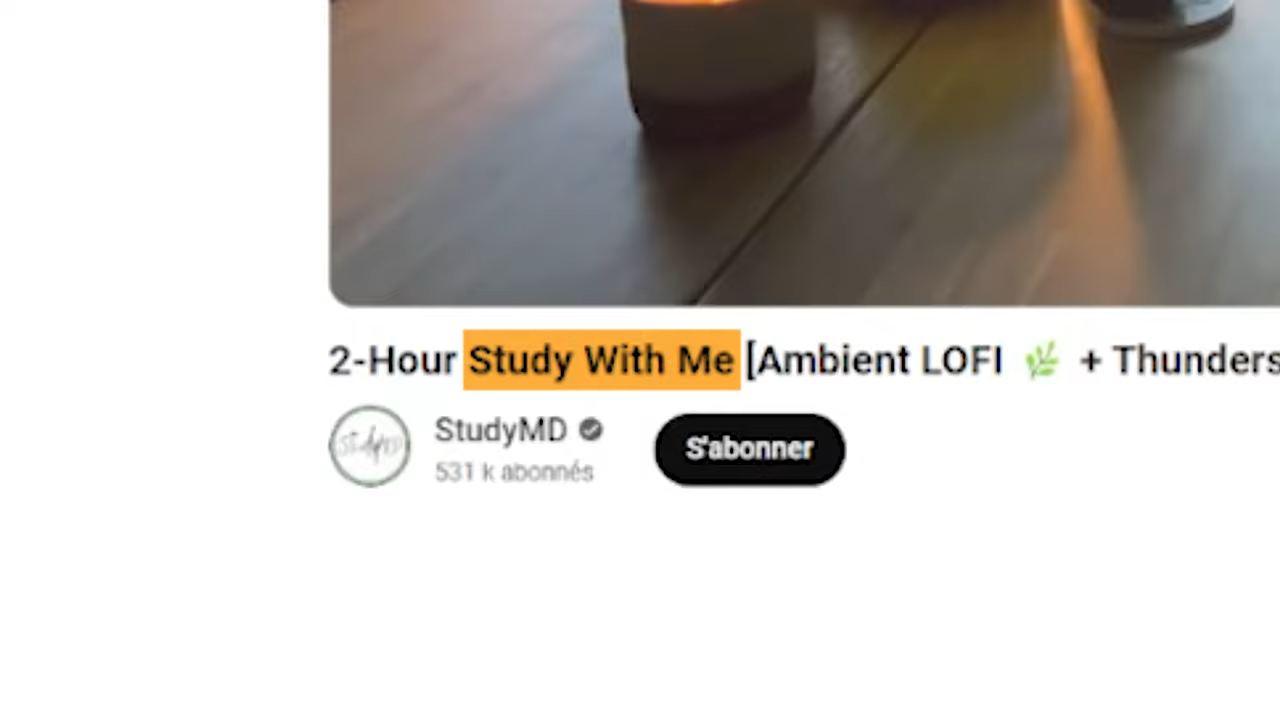 2-Hour Study With Me [Ambient LOFI 🌿 + Thunders
StudyMD
531 k abonnés
S'abonner